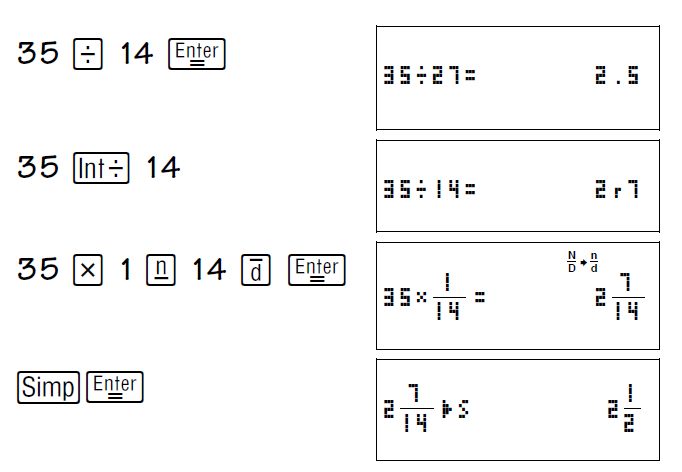 35 ÷ 14 Enter =
35÷27= 2.5
35 Int÷ 14
35÷14= 2r7
35 × 1 n 14 d Enter =
N/D → n/d
35×1/14 = 2 7/14
Simp Enter =
2 7/14 ▶S 2 1/2